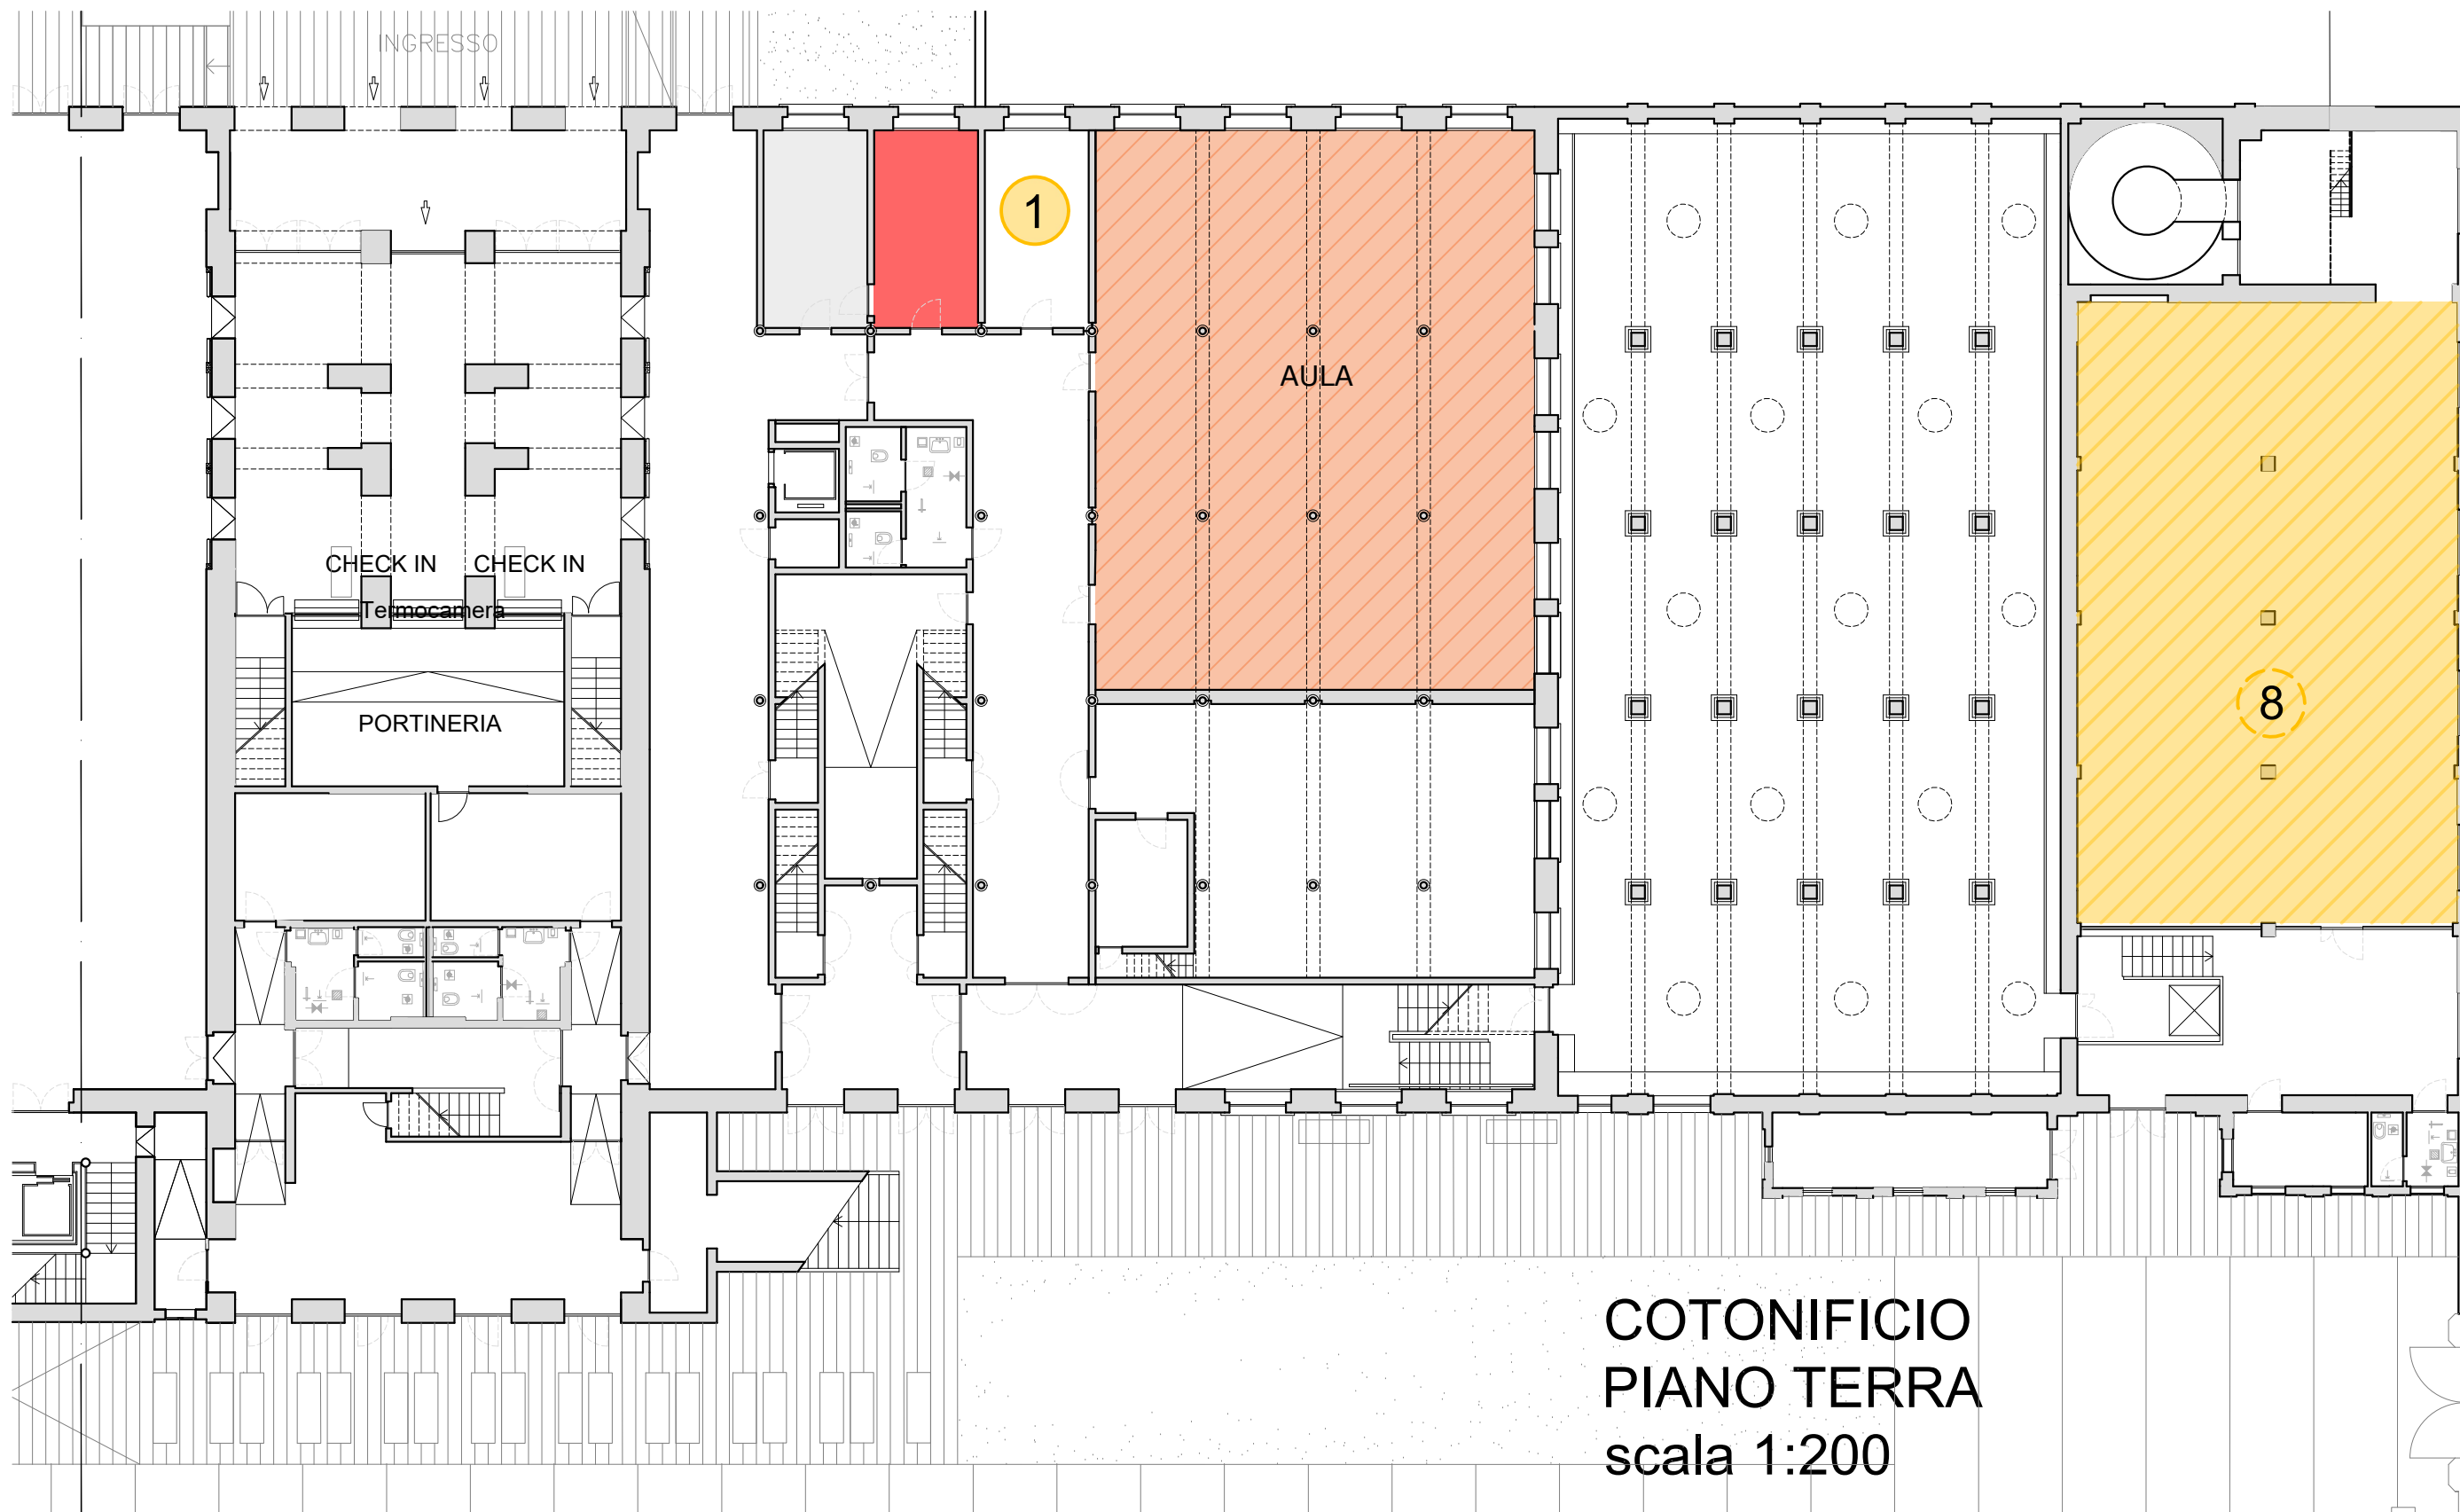 INGRESSO
1
AULA
CHECK IN
CHECK IN
Termocamera
8
PORTINERIA
COTONIFICIO
PIANO TERRA
scala 1:200